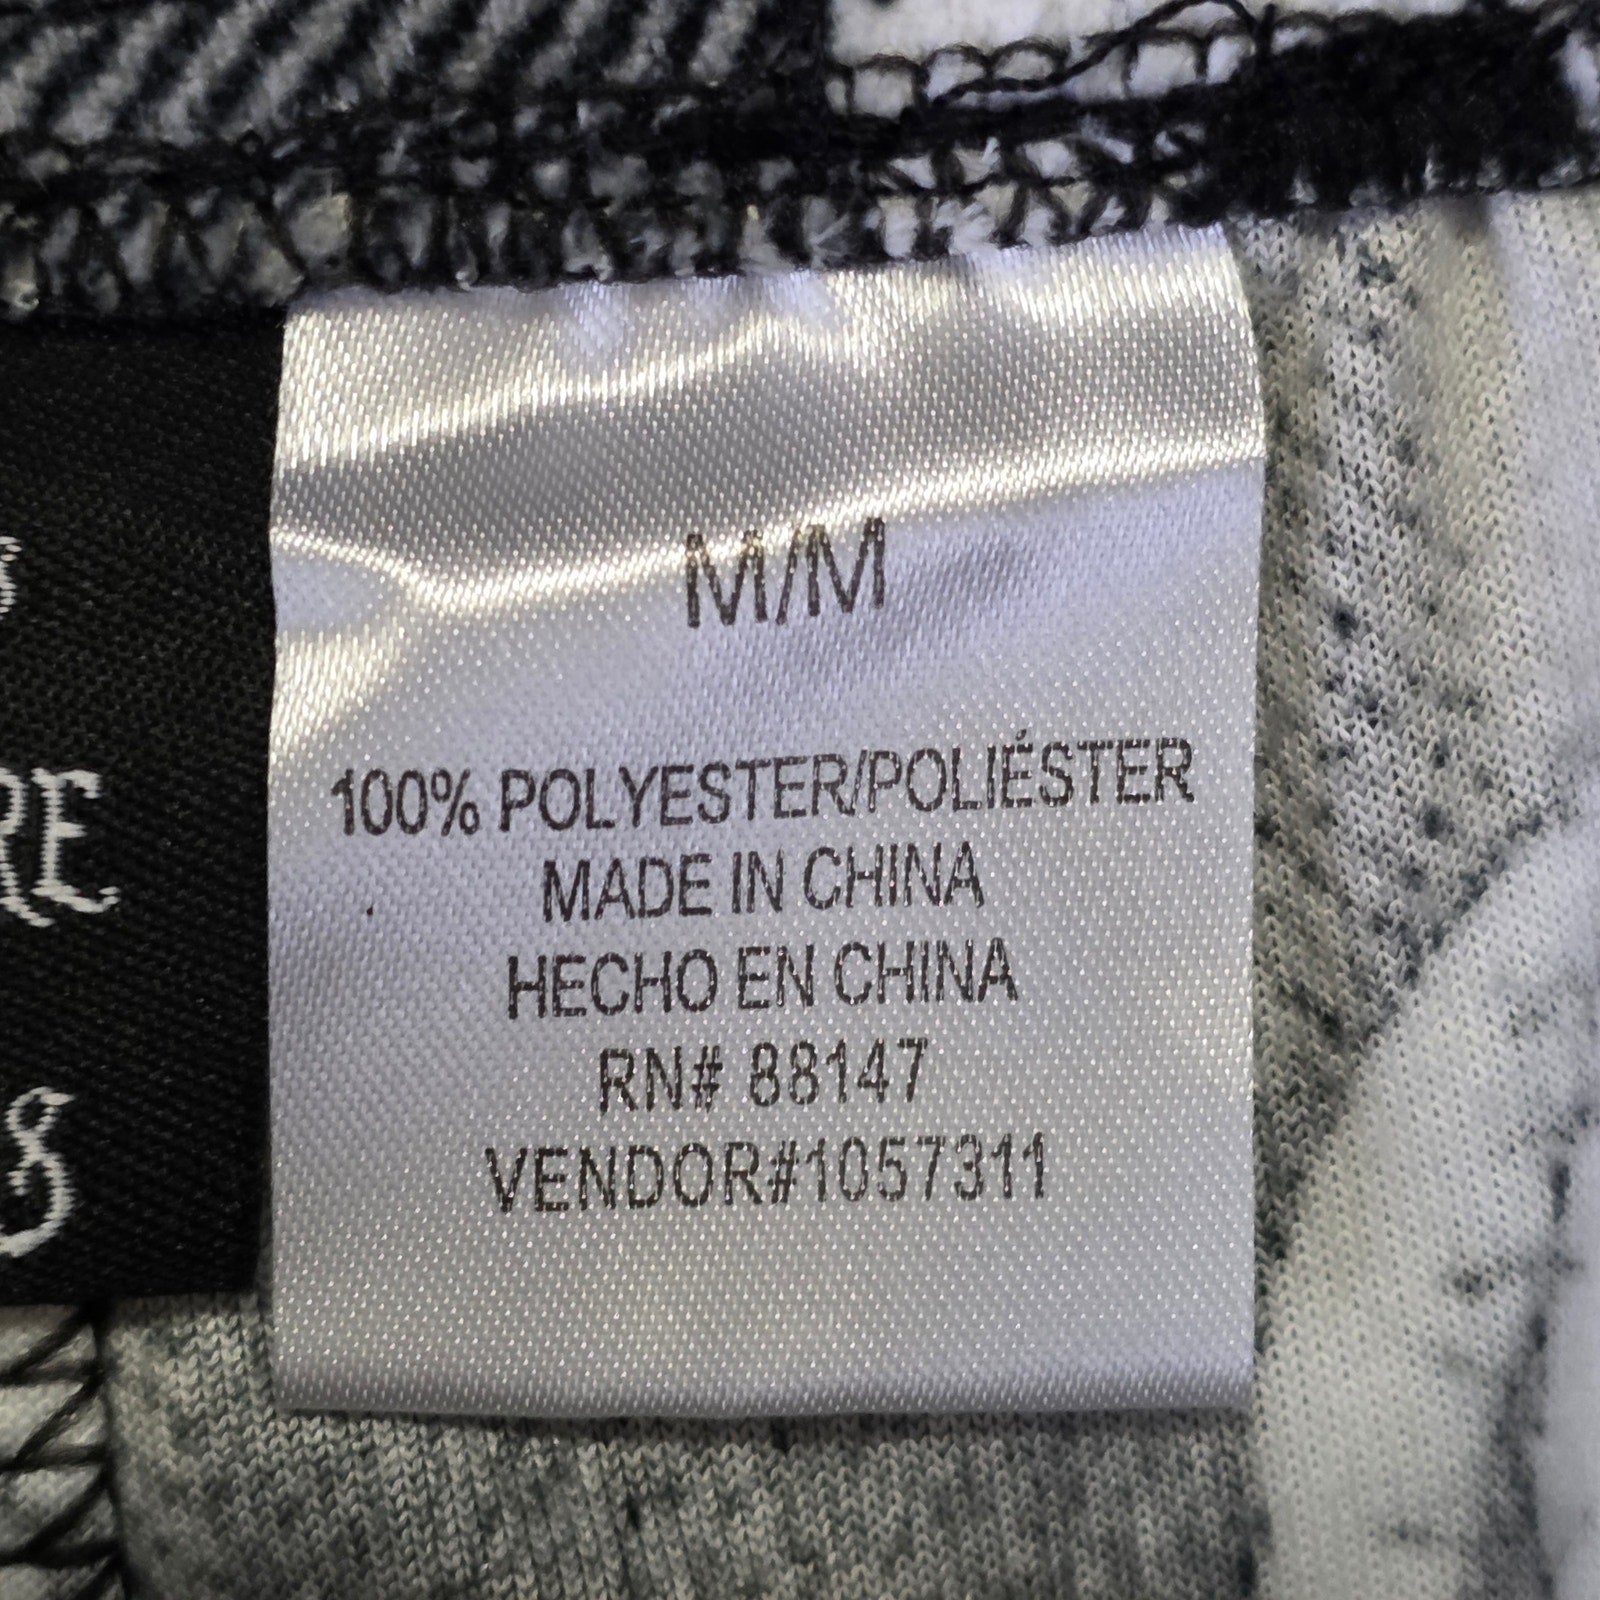 M/M
100% POLYESTER/POLIÉSTER
MADE IN CHINA
HECHO EN CHINA
RN# 88147
VENDOR#1057311